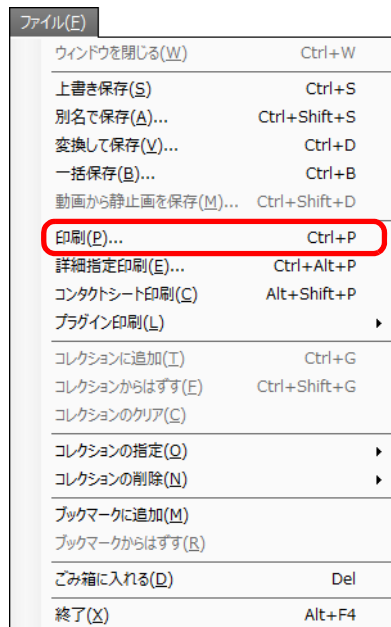 ファイル(F)
ウィンドウを閉じる(W) Ctrl+W
上書き保存(S) Ctrl+S
別名で保存(A)... Ctrl+Shift+S
変換して保存(V)... Ctrl+D
一括保存(B)... Ctrl+B
動画から静止画を保存(M)... Ctrl+Shift+D
印刷(P)... Ctrl+P
詳細指定印刷(E)... Ctrl+Alt+P
コンタクトシート印刷(C) Alt+Shift+P
プラグイン印刷(L)
コレクションに追加(T) Ctrl+G
コレクションからはずす(F) Ctrl+Shift+G
コレクションのクリア(C)
コレクションの指定(O)
コレクションの削除(N)
ブックマークに追加(M)
ブックマークからはずす(R)
ごみ箱に入れる(D) Del
終了(X) Alt+F4